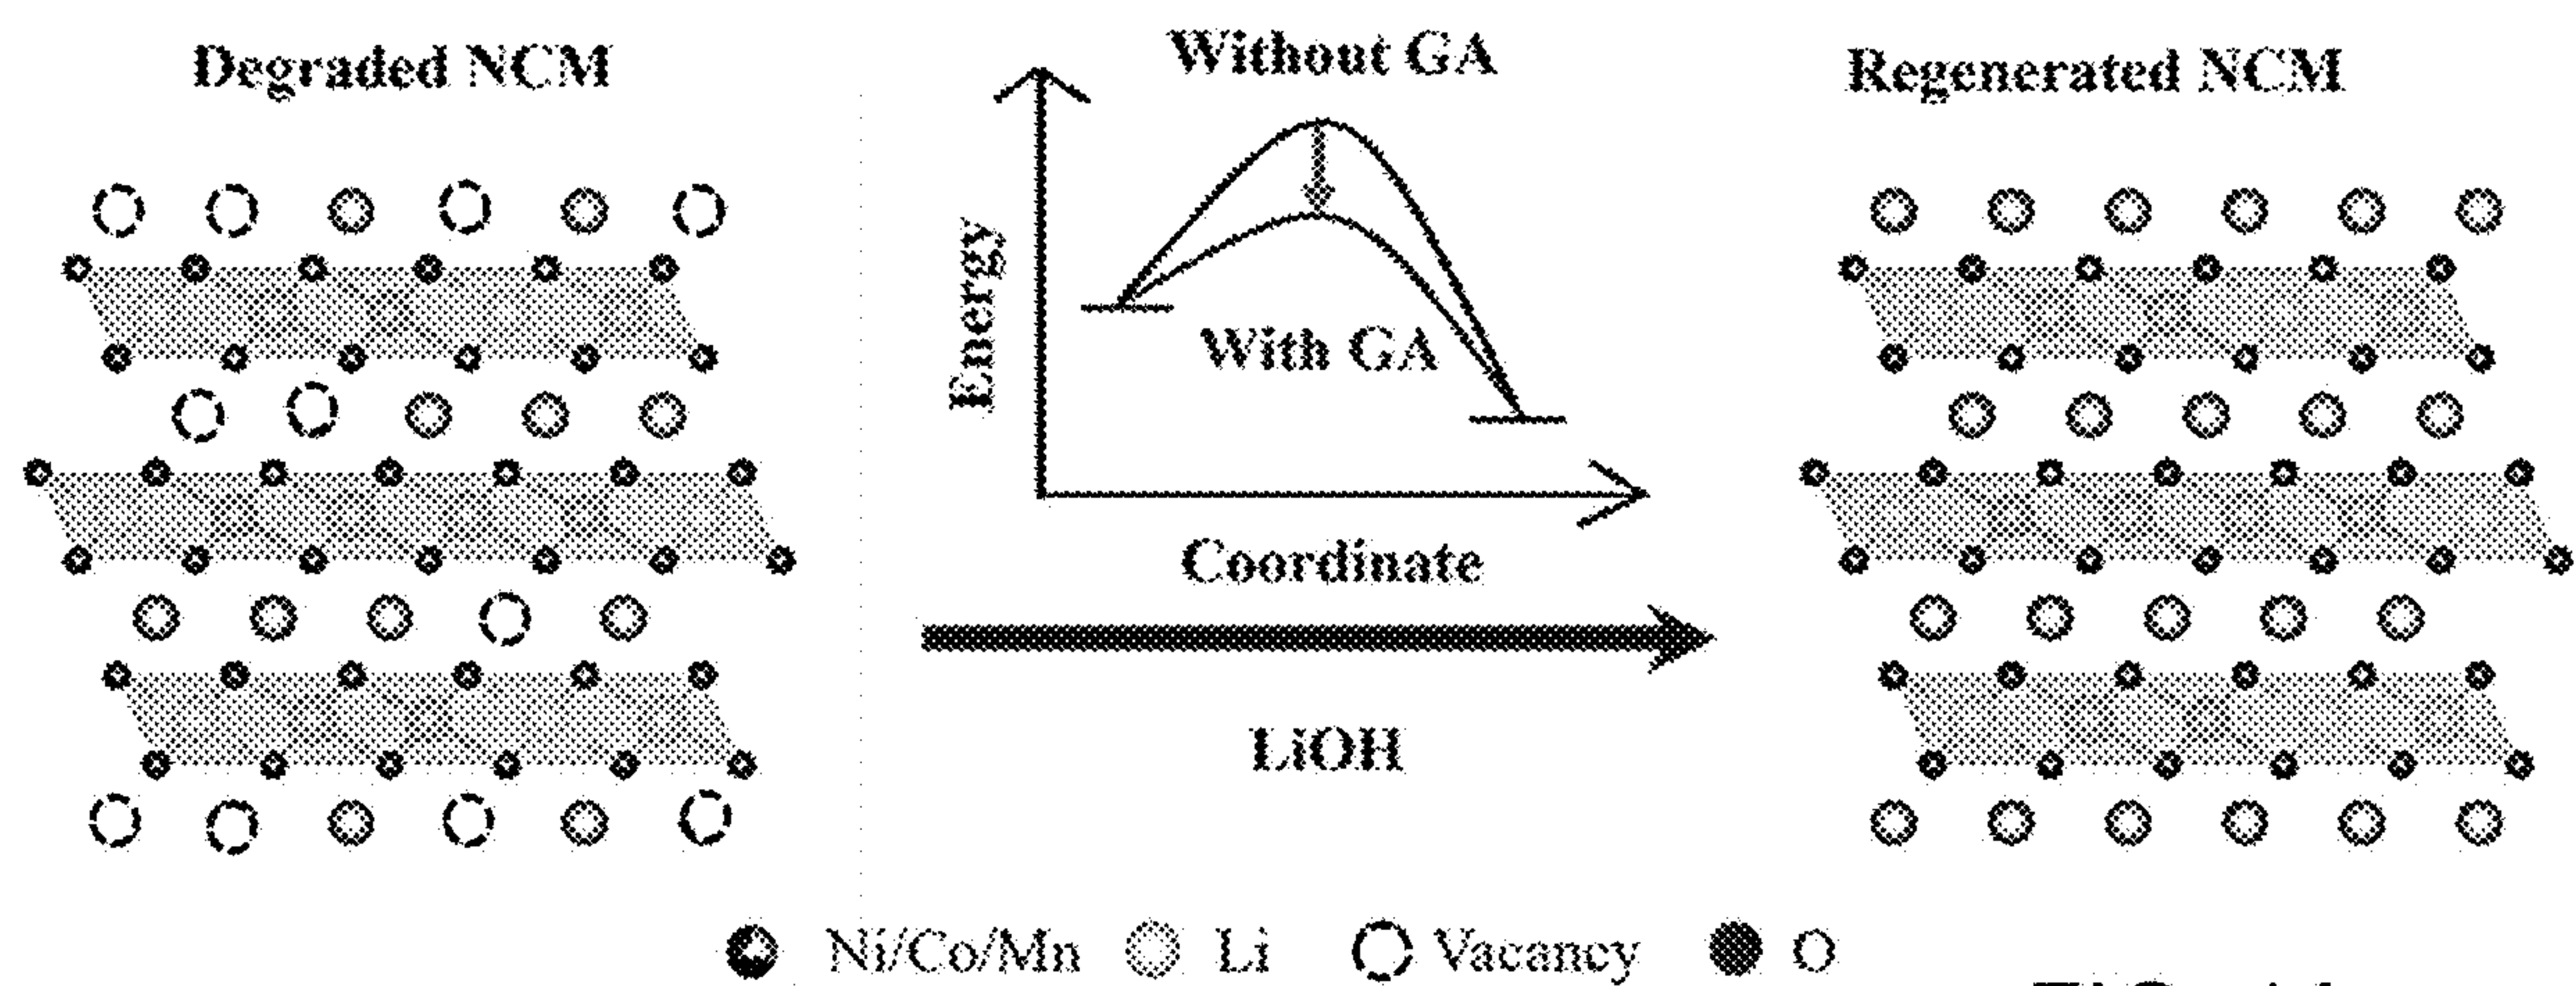 Degraded NCM
Without GA
Regenerated NCM
Energy
With GA
Coordinate
LiOH
Ni/Co/Mn Li Vacancy O